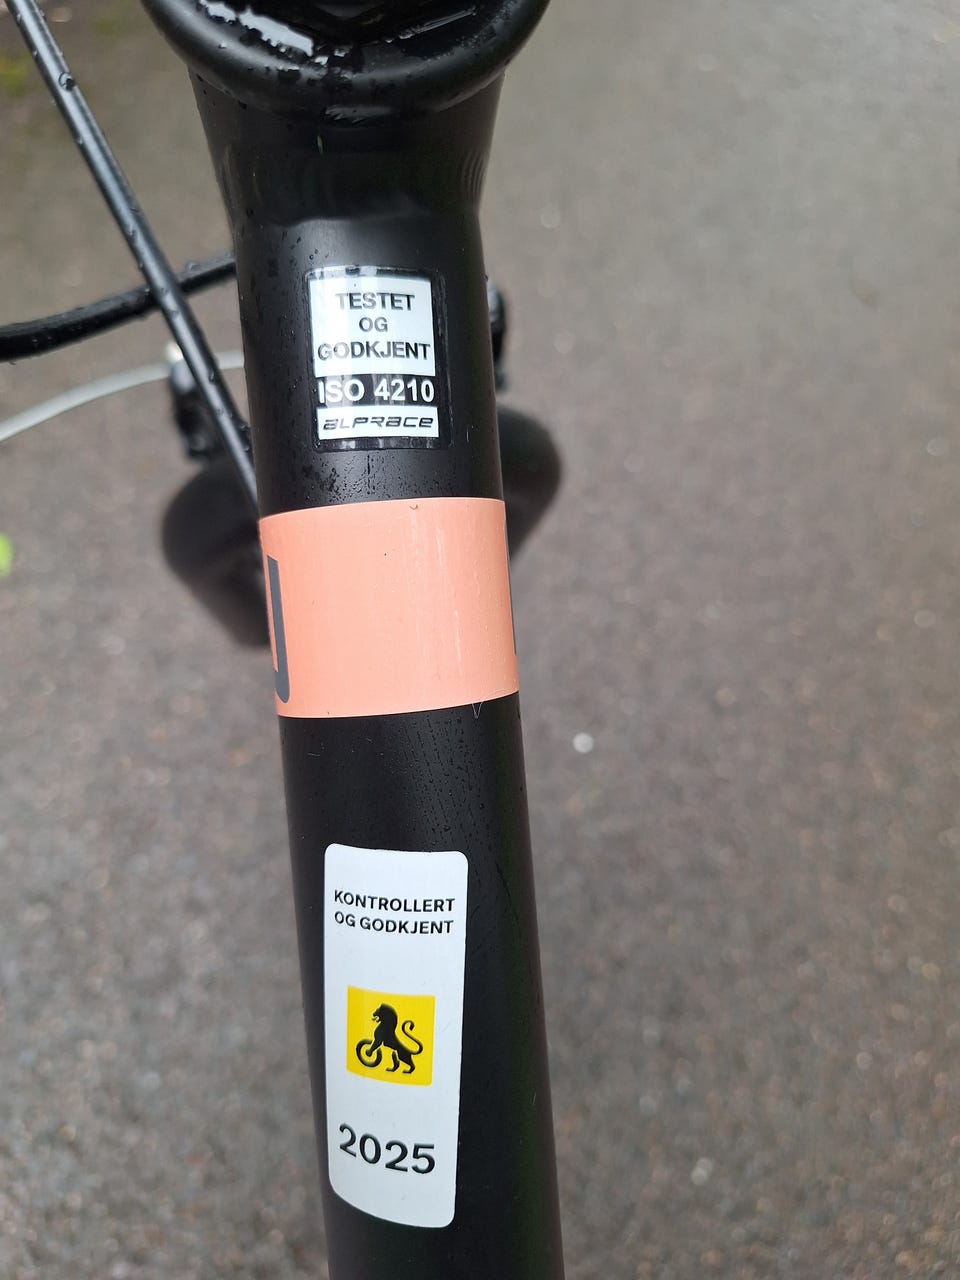 TESTET
OG
GODKJENT
ISO 4210
ALPRACE
J
KONTROLLERT
OG GODKJENT
2025